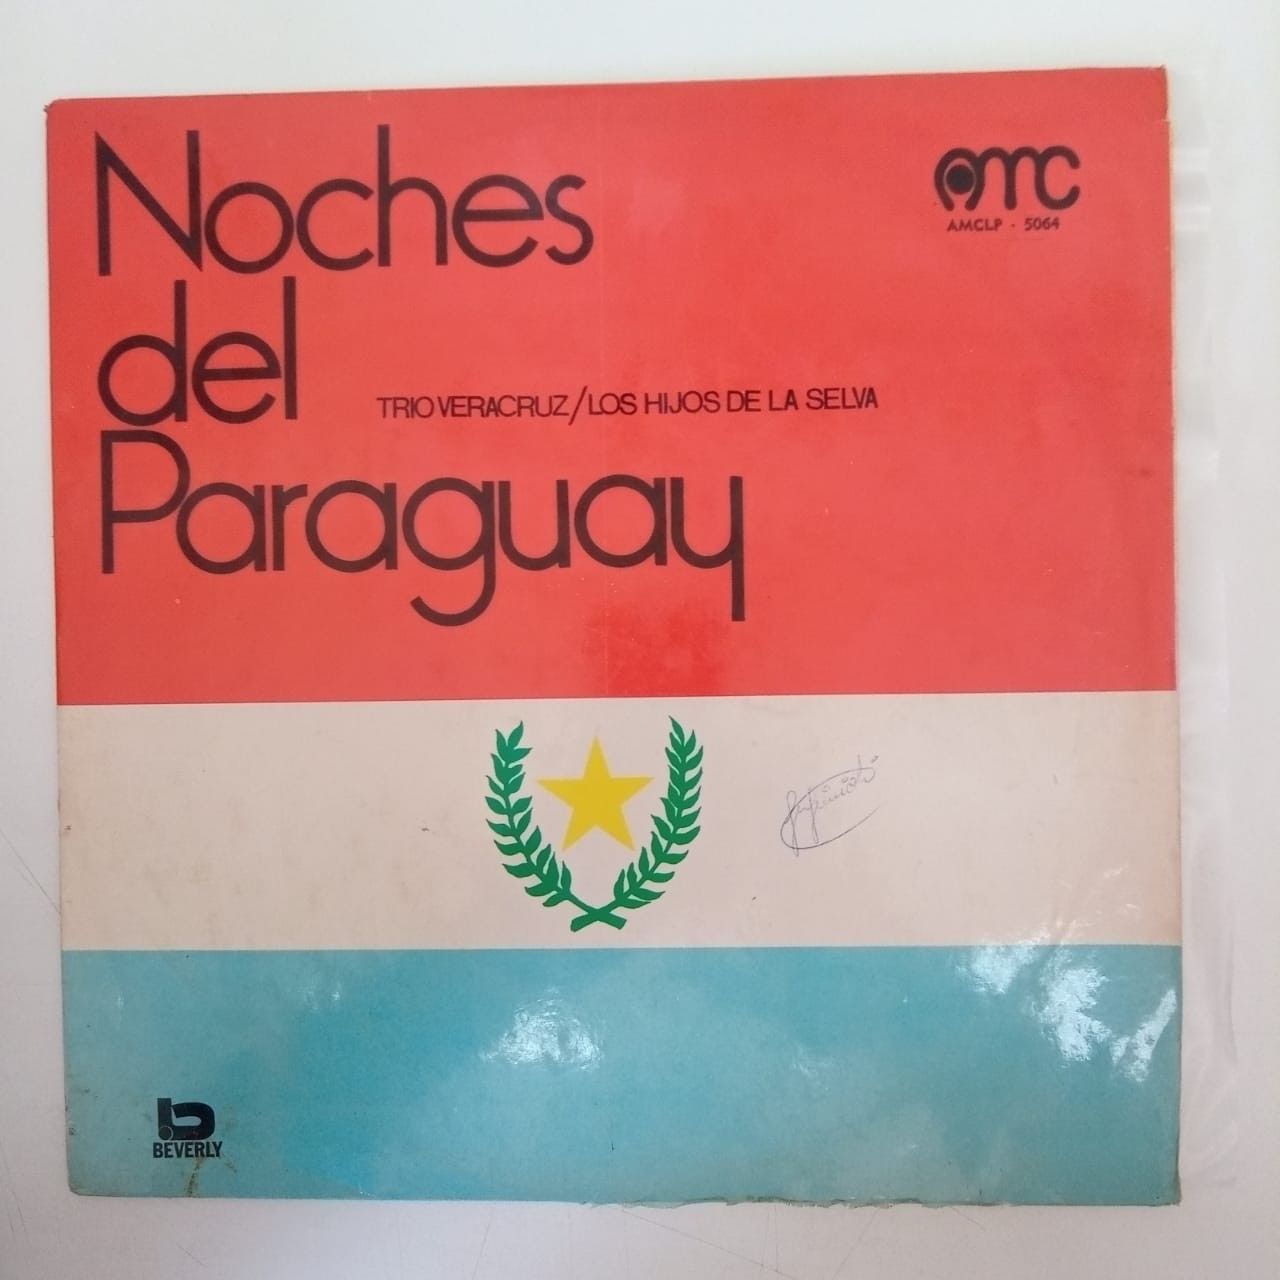 Noches
del
Paraguay
AMC
AMCLP - 5064
TRIO VERACRUZ/LOS HIJOS DE LA SELVA
b
BEVERLY